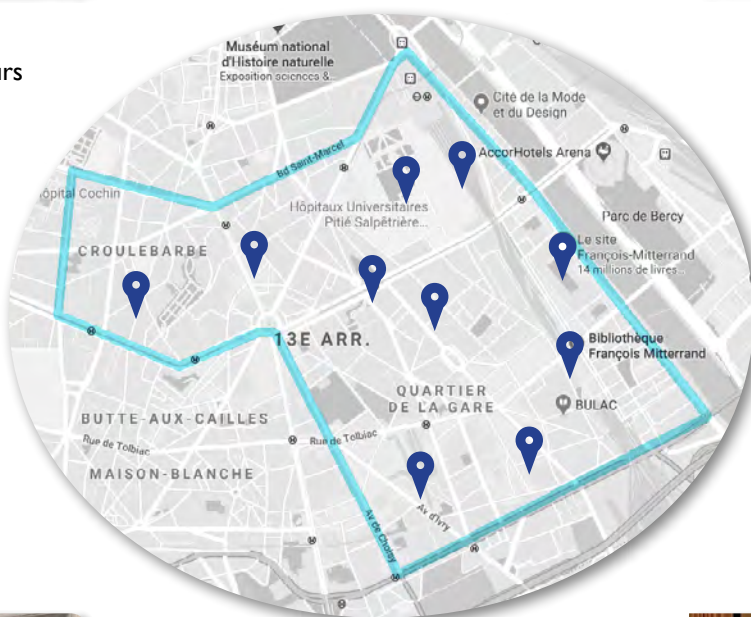 urs
Muséum national
d'Histoire naturelle
Exposition sciences &...
Cité de la Mode
et du Design
Bd Saint-Marcel
AccorHotels Arena
ôpital Cochin
Hôpitaux Universitaires
Pitié Salpêtrière...
Parc de Bercy
CROULEBARBE
Le site
François-Mitterrand
14 millions de livres...
13E ARR.
Bibliothèque
François Mitterrand
QUARTIER
DE LA GARE
BULAC
BUTTE-AUX-CAILLES
Rue de Tolbiac
Rue de Tolbiac
MAISON-BLANCHE
Av d'Ivry
Av de Choisy